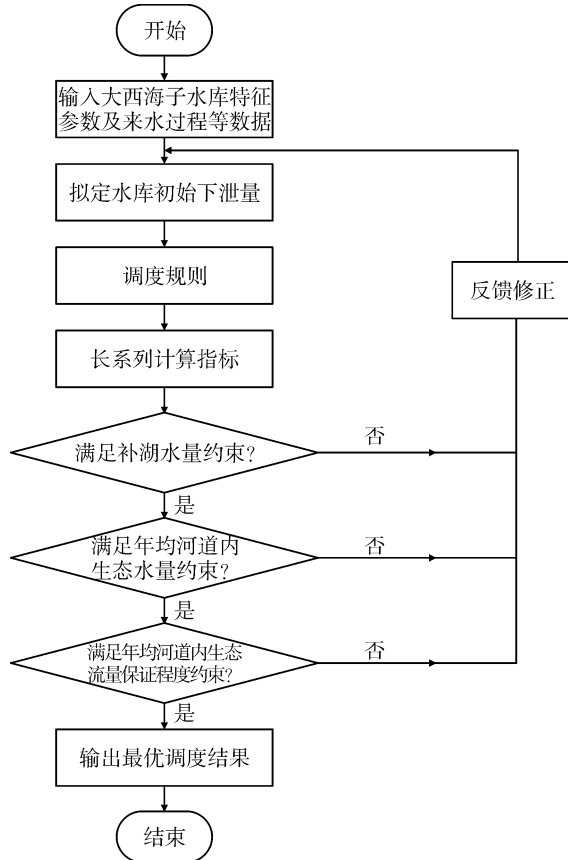 开始
输入大西海子水库特征
参数及来水过程等数据
拟定水库初始下泄量
调度规则
反馈修正
长系列计算指标
满足补湖水量约束?
否
是
满足年均河道内
生态水量约束?
否
是
满足年均河道内生态
流量保证程度约束?
否
是
输出最优调度结果
结束